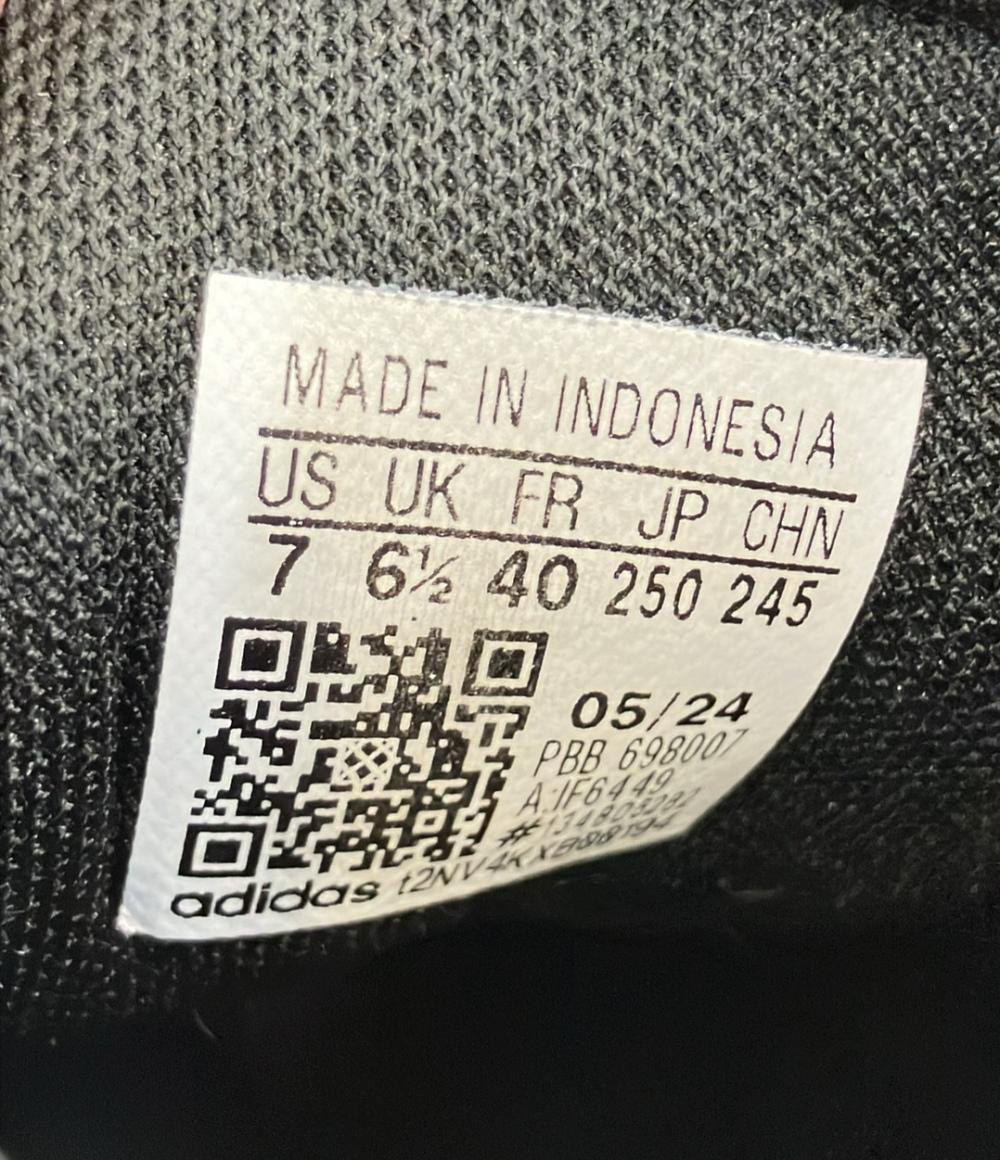 MADE IN INDONESIA
US UK FR JP CHN
7 6½ 40 250 245
05/24
PBB 698007
A:IF6449
#134805282
adidas